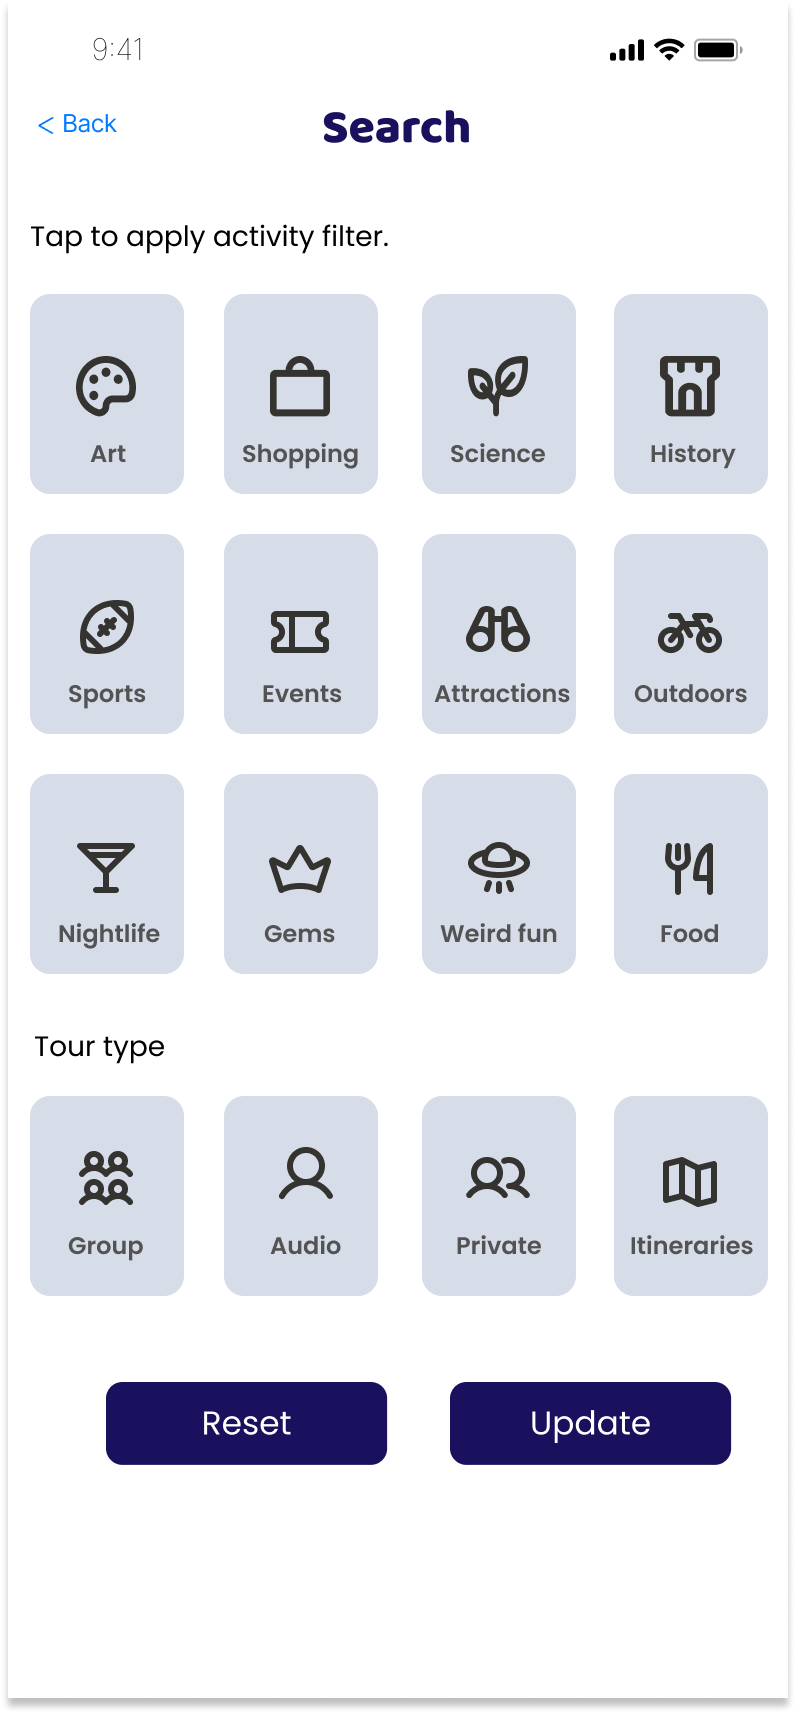 9:41
< Back
Search
Tap to apply activity filter.
Art Shopping Science History
Sports Events Attractions Outdoors
Nightlife Gems Weird fun Food
Tour type
Group Audio Private Itineraries
Reset Update